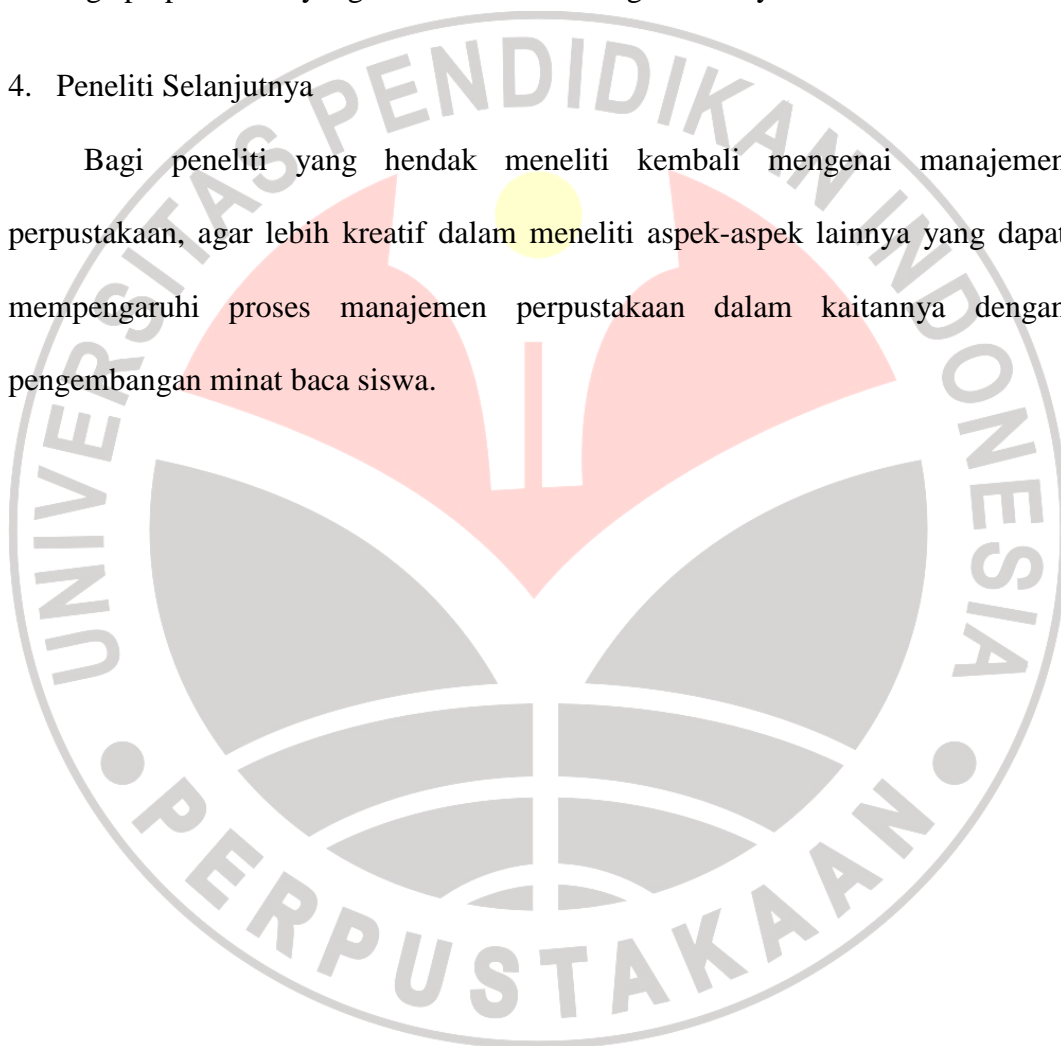 4. Peneliti Selanjutnya
Bagi peneliti yang hendak meneliti kembali mengenai manajemen
perpustakaan, agar lebih kreatif dalam meneliti aspek-aspek lainnya yang dapat
mempengaruhi proses manajemen perpustakaan dalam kaitannya dengan
pengembangan minat baca siswa.
UNIVERSITAS PENDIDIKAN INDONESIA
PERPUSTAKAAN